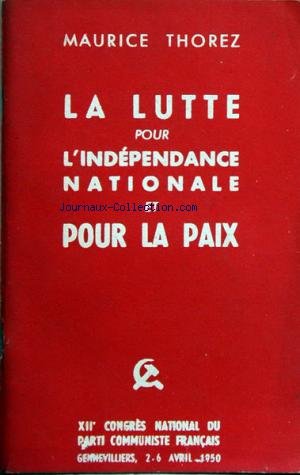 MAURICE THOREZ
LA LUTTE
POUR
L'INDÉPENDANCE
NATIONALE
Journaux-Collection.com
ET
POUR LA PAIX
XIIᵉ CONGRÈS NATIONAL DU
PARTI COMMUNISTE FRANÇAIS
GENNEVILLIERS, 2-6 AVRIL 1950